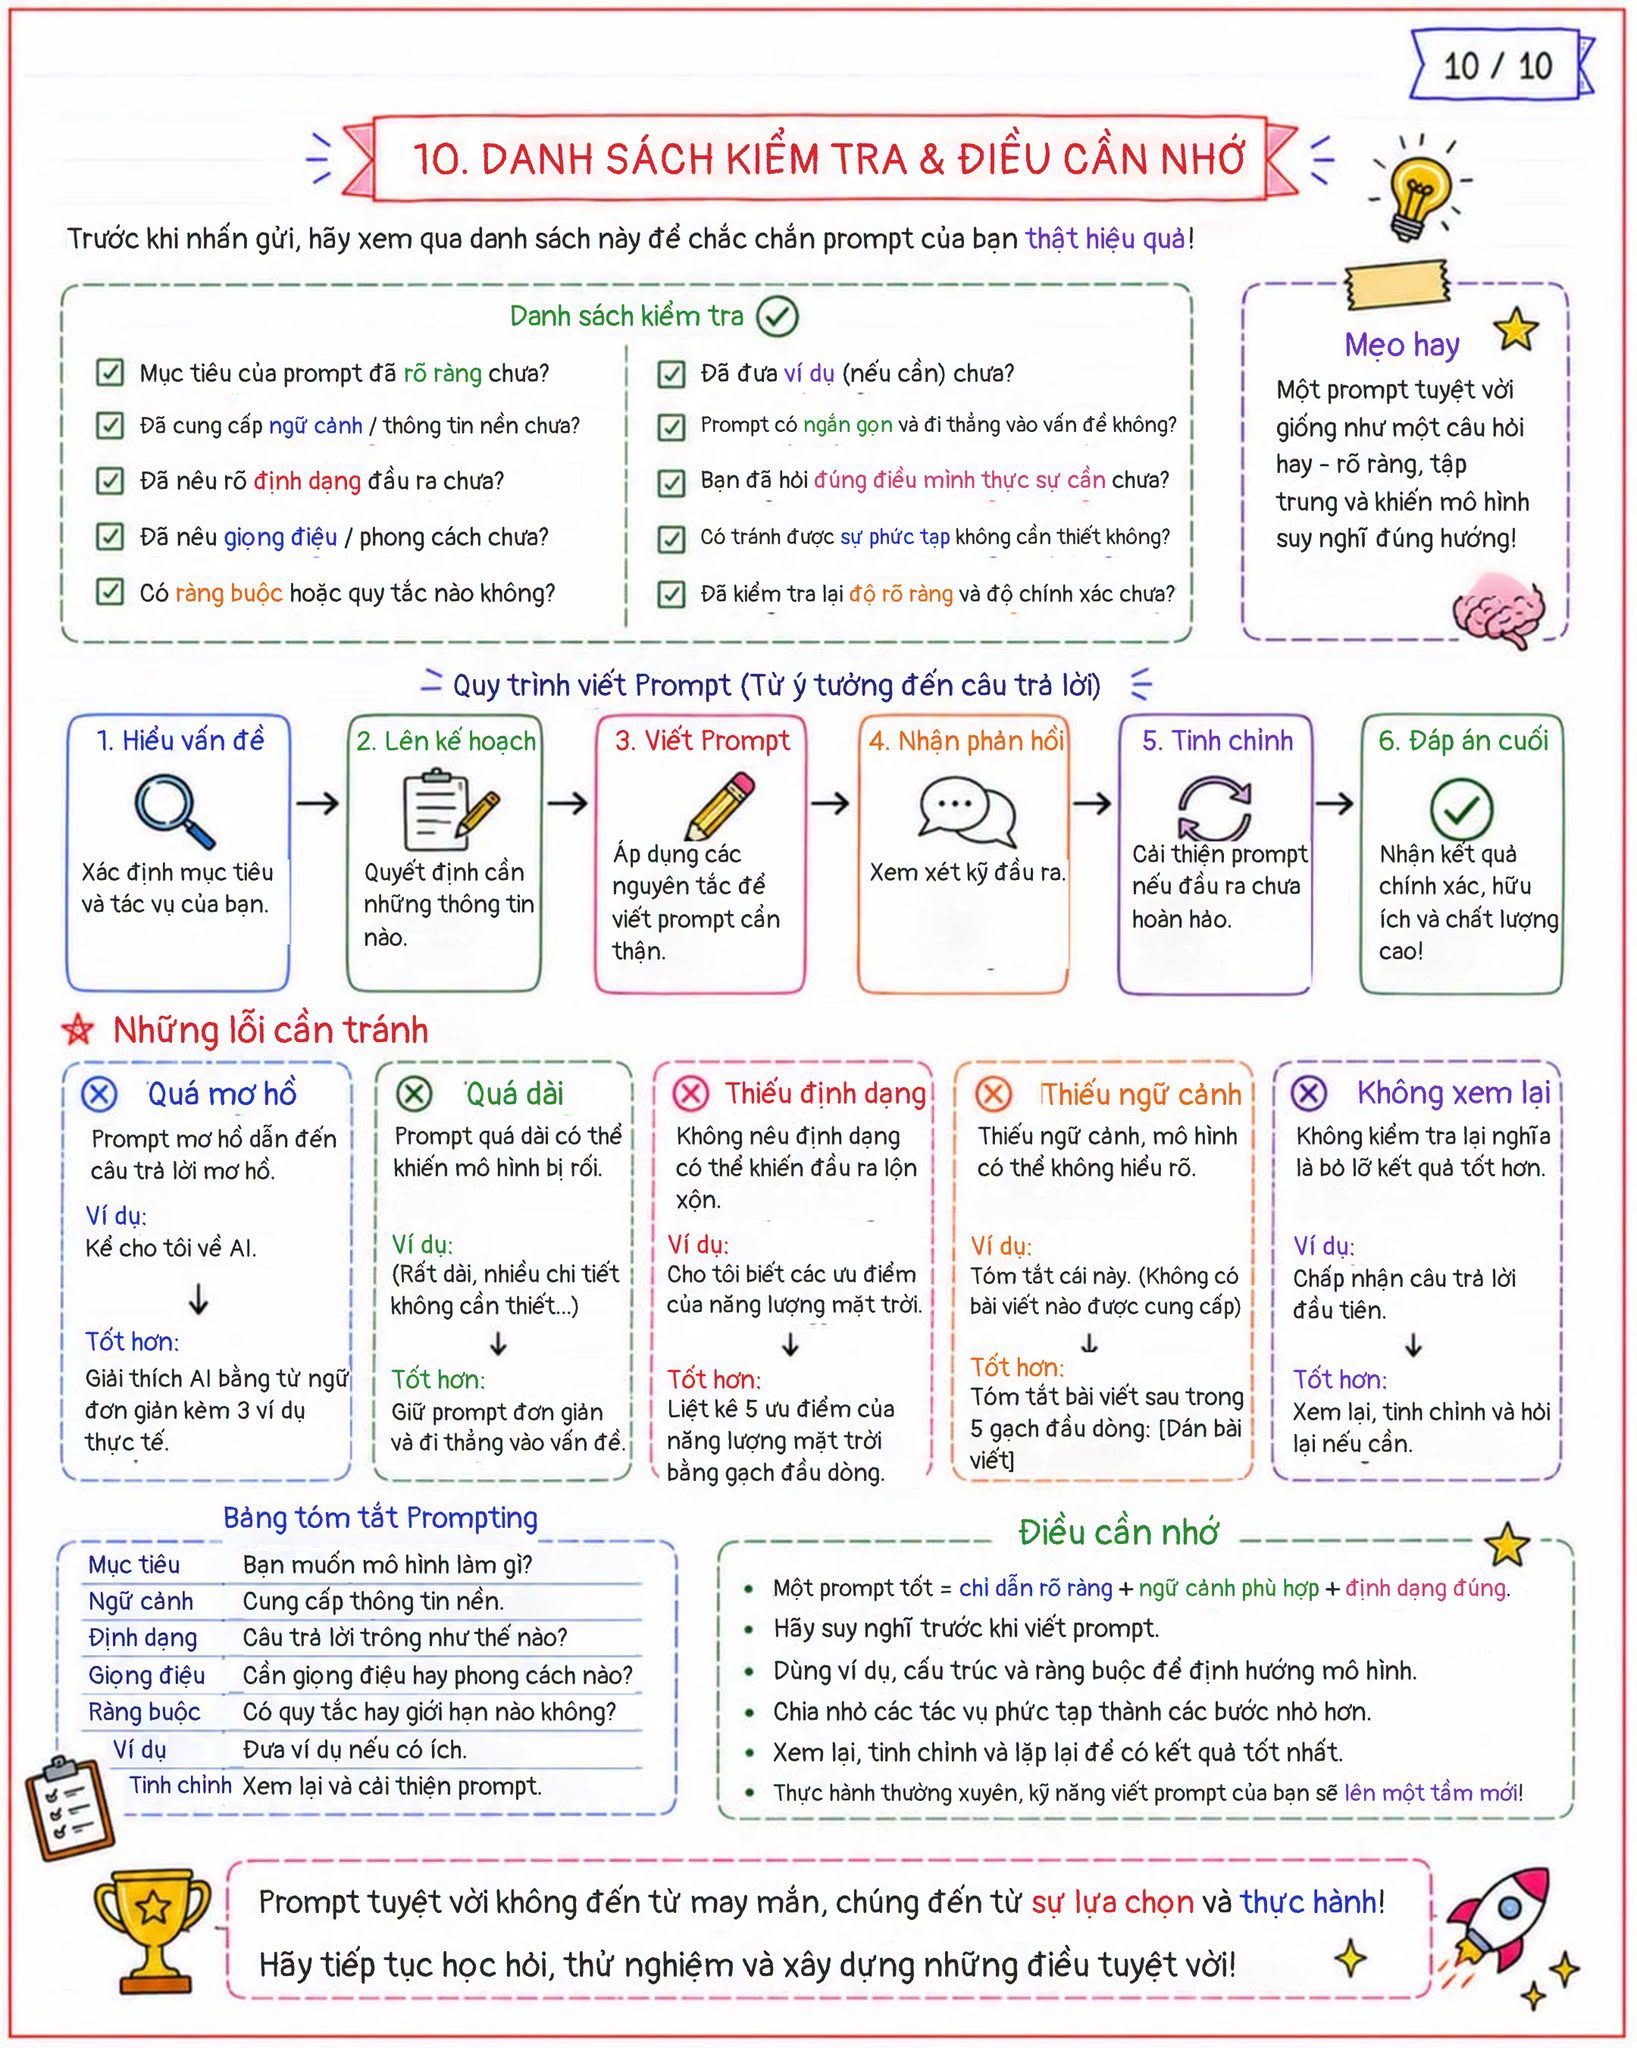 10 / 10
10. DANH SÁCH KIỂM TRA & ĐIỀU CẦN NHỚ
Trước khi nhấn gửi, hãy xem qua danh sách này để chắc chắn prompt của bạn thật hiệu quả!
Danh sách kiểm tra
Mục tiêu của prompt đã rõ ràng chưa?
Đã cung cấp ngữ cảnh / thông tin nền chưa?
Đã nêu rõ định dạng đầu ra chưa?
Đã nêu giọng điệu / phong cách chưa?
Có ràng buộc hoặc quy tắc nào không?
Đã đưa ví dụ (nếu cần) chưa?
Prompt có ngắn gọn và đi thẳng vào vấn đề không?
Bạn đã hỏi đúng điều mình thực sự cần chưa?
Có tránh được sự phức tạp không cần thiết không?
Đã kiểm tra lại độ rõ ràng và độ chính xác chưa?
Mẹo hay
Một prompt tuyệt vời
giống như một câu hỏi
hay - rõ ràng, tập
trung và khiến mô hình
suy nghĩ đúng hướng!
Quy trình viết Prompt (Từ ý tưởng đến câu trả lời)
1. Hiểu vấn đề
Xác định mục tiêu
và tác vụ của bạn.
2. Lên kế hoạch
Quyết định cần
những thông tin
nào.
3. Viết Prompt
Áp dụng các
nguyên tắc để
viết prompt cẩn
thận.
4. Nhận phản hồi
Xem xét kỹ đầu ra.
5. Tinh chỉnh
Cải thiện prompt
nếu đầu ra chưa
hoàn hảo.
6. Đáp án cuối
Nhận kết quả
chính xác, hữu
ích và chất lượng
cao!
Những lỗi cần tránh
Quá mơ hồ
Prompt mơ hồ dẫn đến
câu trả lời mơ hồ.
Ví dụ:
Kể cho tôi về AI.
Tốt hơn:
Giải thích AI bằng từ ngữ
đơn giản kèm 3 ví dụ
thực tế.
Quá dài
Prompt quá dài có thể
khiến mô hình bị rối.
Ví dụ:
(Rất dài, nhiều chi tiết
không cần thiết...)
Tốt hơn:
Giữ prompt đơn giản
và đi thẳng vào vấn đề.
Thiếu định dạng
Không nêu định dạng
có thể khiến đầu ra lộn
xộn.
Ví dụ:
Cho tôi biết các ưu điểm
của năng lượng mặt trời.
Tốt hơn:
Liệt kê 5 ưu điểm của
năng lượng mặt trời
bằng gạch đầu dòng.
Thiếu ngữ cảnh
Thiếu ngữ cảnh, mô hình
có thể không hiểu rõ.
Ví dụ:
Tóm tắt cái này. (Không có
bài viết nào được cung cấp)
Tốt hơn:
Tóm tắt bài viết sau trong
5 gạch đầu dòng: [Dán bài
viết]
Không xem lại
Không kiểm tra lại nghĩa
là bỏ lỡ kết quả tốt hơn.
Ví dụ:
Chấp nhận câu trả lời
đầu tiên.
Tốt hơn:
Xem lại, tinh chỉnh và hỏi
lại nếu cần.
Bảng tóm tắt Prompting
Mục tiêu Bạn muốn mô hình làm gì?
Ngữ cảnh Cung cấp thông tin nền.
Định dạng Câu trả lời trông như thế nào?
Giọng điệu Cần giọng điệu hay phong cách nào?
Ràng buộc Có quy tắc hay giới hạn nào không?
Ví dụ Đưa ví dụ nếu có ích.
Tinh chỉnh Xem lại và cải thiện prompt.
Điều cần nhớ
• Một prompt tốt = chỉ dẫn rõ ràng + ngữ cảnh phù hợp + định dạng đúng.
• Hãy suy nghĩ trước khi viết prompt.
• Dùng ví dụ, cấu trúc và ràng buộc để định hướng mô hình.
• Chia nhỏ các tác vụ phức tạp thành các bước nhỏ hơn.
• Xem lại, tinh chỉnh và lặp lại để có kết quả tốt nhất.
• Thực hành thường xuyên, kỹ năng viết prompt của bạn sẽ lên một tầm mới!
Prompt tuyệt vời không đến từ may mắn, chúng đến từ sự lựa chọn và thực hành!
Hãy tiếp tục học hỏi, thử nghiệm và xây dựng những điều tuyệt vời!